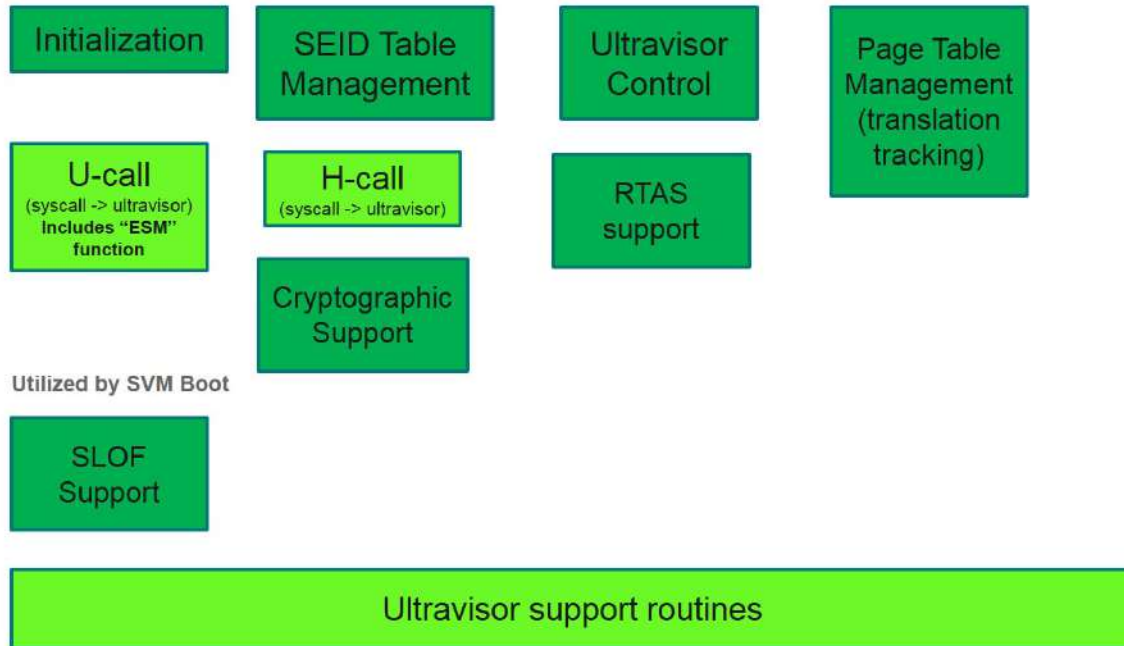 Initialization
SEID Table
Management
Ultravisor
Control
Page Table
Management
(translation
tracking)
U-call
(syscall -> ultravisor)
Includes “ESM”
function
H-call
(syscall -> ultravisor)
RTAS
support
Cryptographic
Support
Utilized by SVM Boot
SLOF
Support
Ultravisor support routines